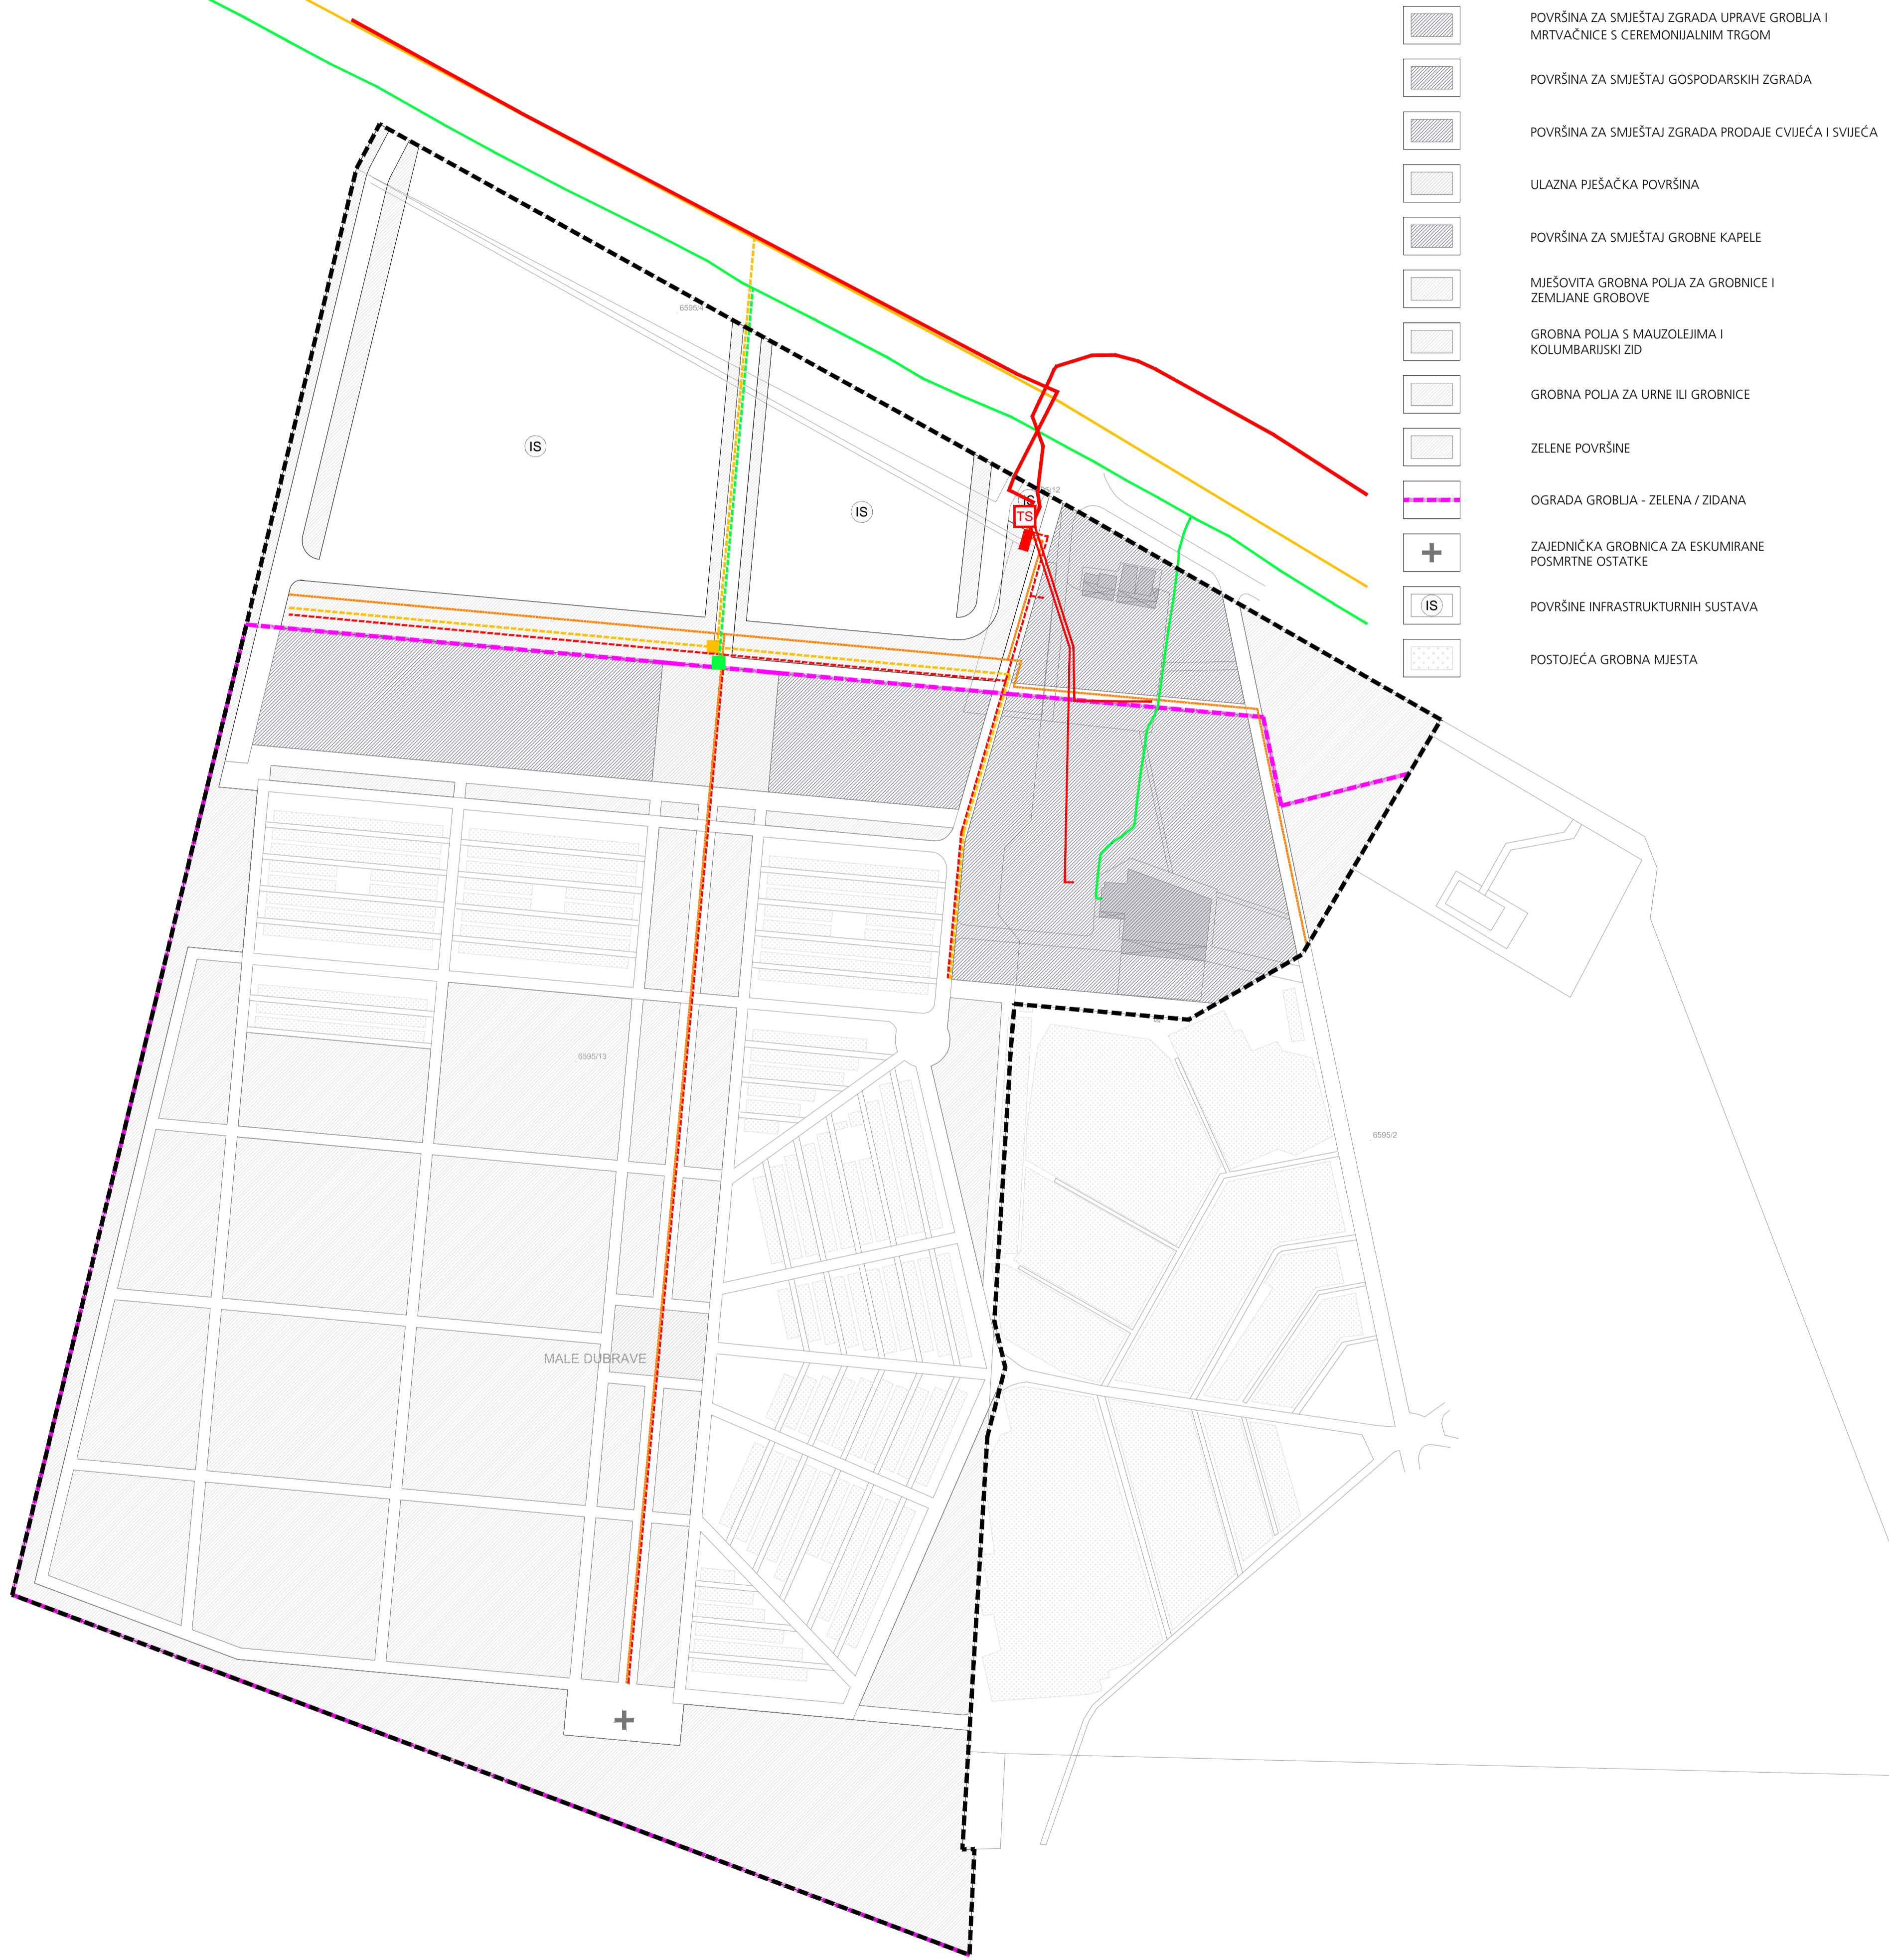 POVRŠINA ZA SMJEŠTAJ ZGRADA UPRAVE GROBLJA I
MRTVAČNICE S CEREMONIJALNIM TRGOM
POVRŠINA ZA SMJEŠTAJ GOSPODARSKIH ZGRADA
POVRŠINA ZA SMJEŠTAJ ZGRADA PRODAJE CVIJEĆA I SVIJEĆA
ULAZNA PJEŠAČKA POVRŠINA
POVRŠINA ZA SMJEŠTAJ GROBNE KAPELE
MJEŠOVITA GROBNA POLJA ZA GROBNICE I
ZEMLJANE GROBOVE
GROBNA POLJA S MAUZOLEJIMA I
KOLUMBARIJSKI ZID
GROBNA POLJA ZA URNE ILI GROBNICE
ZELENE POVRŠINE
OGRADA GROBLJA - ZELENA / ZIDANA
ZAJEDNIČKA GROBNICA ZA ESKUMIRANE
POSMRTNE OSTATKE
IS
POVRŠINE INFRASTRUKTURNIH SUSTAVA
POSTOJEĆA GROBNA MJESTA
6595/4
IS
IS
IS
TS
6595/13
6595/2
MALE DUBRAVE